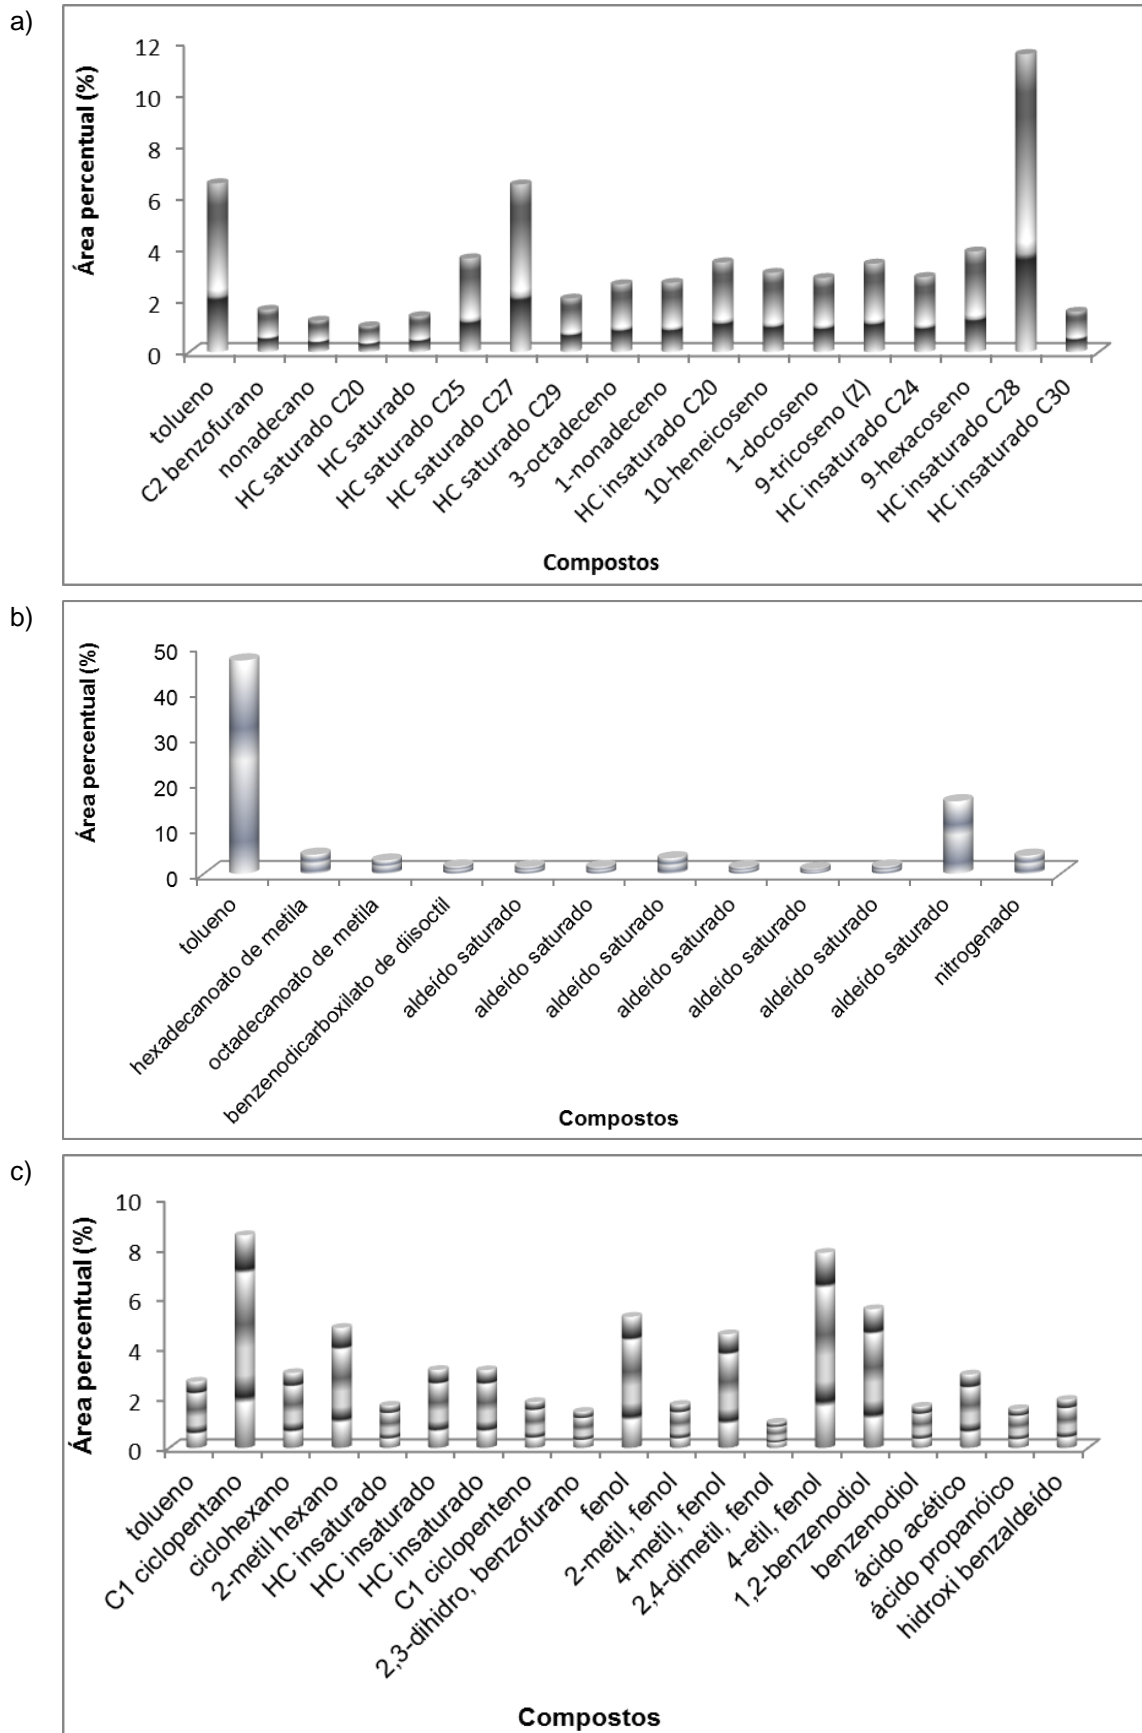 a)
Área percentual (%)
12
10
8
6
4
2
0
tolueno
C2 benzofurano
nonadecano
HC saturado C20
HC saturado
HC saturado C25
HC saturado C27
HC saturado C29
3-octadeceno
1-nonadeceno
HC insaturado C20
10-heneicoseno
1-docoseno
9-tricoseno (Z)
HC insaturado C24
9-hexacoseno
HC insaturado C28
HC insaturado C30
Compostos
b)
Área percentual (%)
50
40
30
20
10
0
tolueno
hexadecanoato de metila
octadecanoato de metila
benzenodicarboxilato de diisoctil
aldeído saturado
aldeído saturado
aldeído saturado
aldeído saturado
aldeído saturado
aldeído saturado
aldeído saturado
nitrogenado
Compostos
c)
Área percentual (%)
10
8
6
4
2
0
tolueno
C1 ciclopentano
ciclohexano
2-metil hexano
HC insaturado
HC insaturado
HC insaturado
C1 ciclopenteno
2,3-dihidro, benzofurano
fenol
2-metil, fenol
4-metil, fenol
2,4-dimetil, fenol
4-etil, fenol
1,2-benzenodiol
benzenodiol
ácido acético
ácido propanóico
hidroxi benzaldeído
Compostos